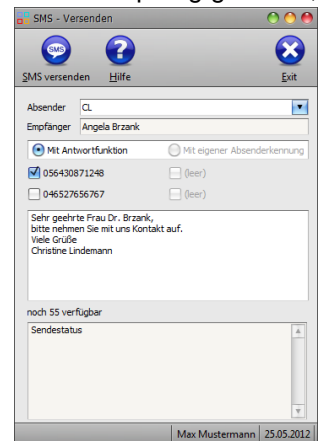 SMS - Versenden
SMS
?
X
SMS versenden Hilfe Exit
Absender CL
Empfänger Angela Brzank
Mit Antwortfunktion Mit eigener Absenderkennung
056430871248 (leer)
046527656767 (leer)
Sehr geehrte Frau Dr. Brzank,
bitte nehmen Sie mit uns Kontakt auf.
Viele Grüße
Christine Lindemann
noch 55 verfügbar
Sendestatus
Max Mustermann 25.05.2012